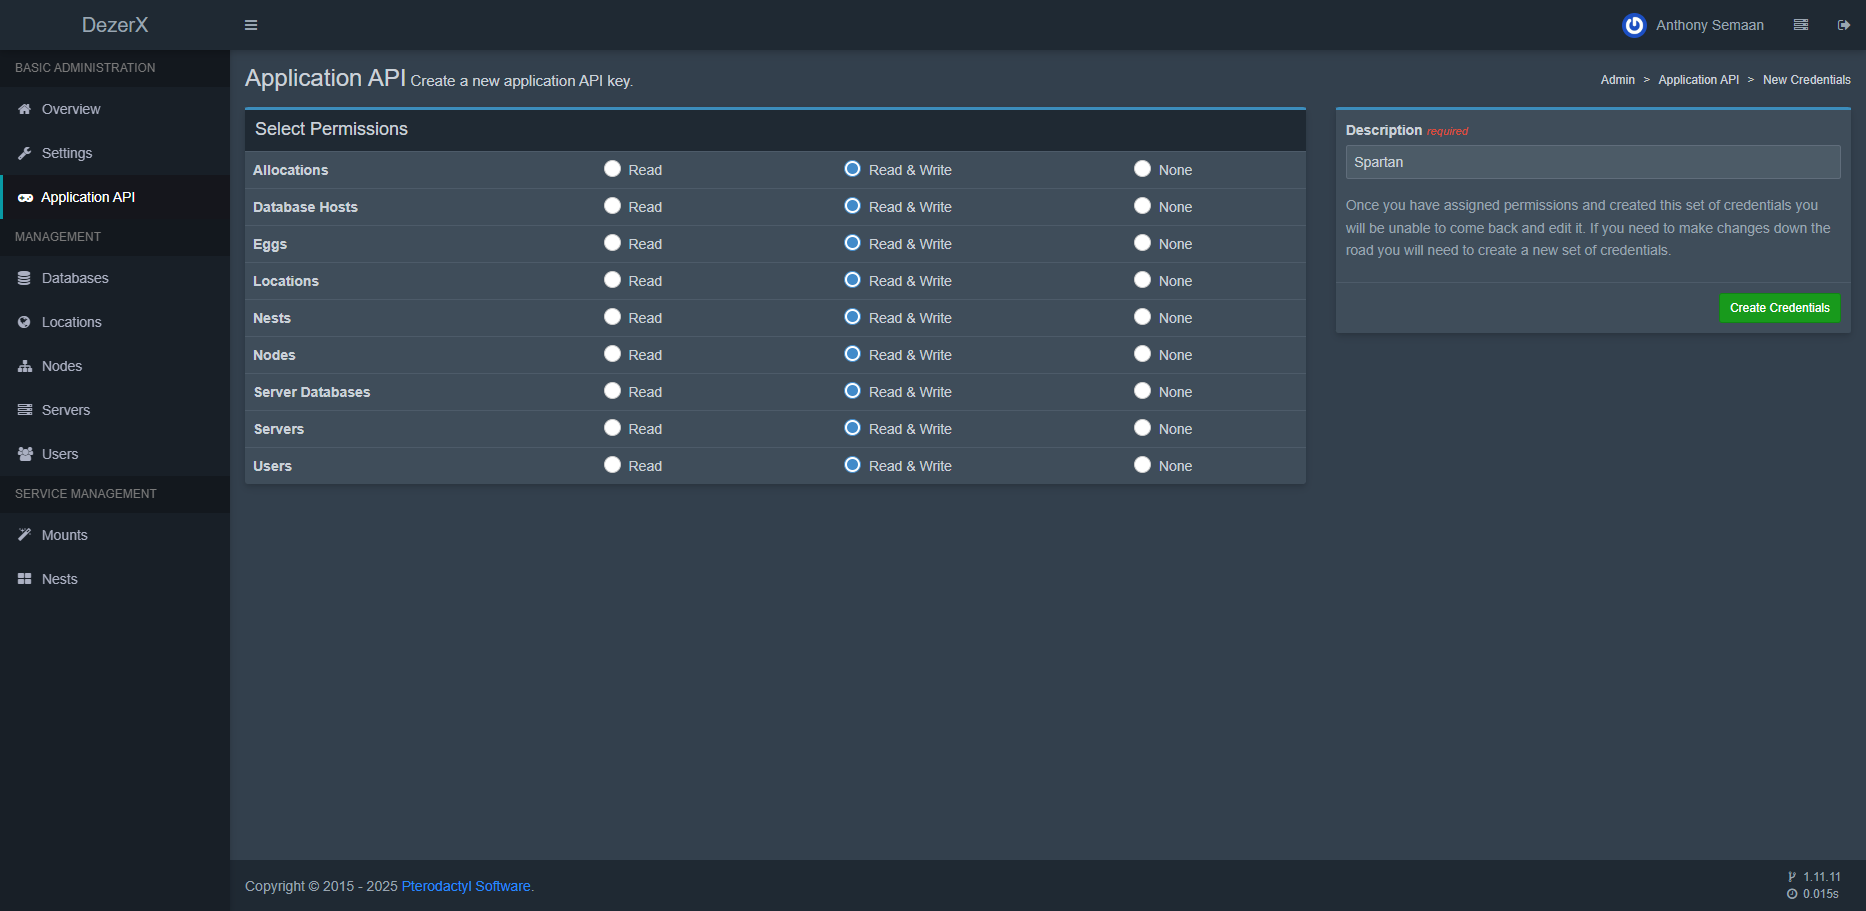 DezerX
Anthony Semaan
BASIC ADMINISTRATION
Overview
Settings
Application API
MANAGEMENT
Databases
Locations
Nodes
Servers
Users
SERVICE MANAGEMENT
Mounts
Nests
Application API Create a new application API key.
Admin > Application API > New Credentials
Select Permissions
Allocations Read Read & Write None
Database Hosts Read Read & Write None
Eggs Read Read & Write None
Locations Read Read & Write None
Nests Read Read & Write None
Nodes Read Read & Write None
Server Databases Read Read & Write None
Servers Read Read & Write None
Users Read Read & Write None
Description required
Spartan
Once you have assigned permissions and created this set of credentials you
will be unable to come back and edit it. If you need to make changes down the
road you will need to create a new set of credentials.
Create Credentials
Copyright © 2015 - 2025 Pterodactyl Software.
1.11.11
0.015s